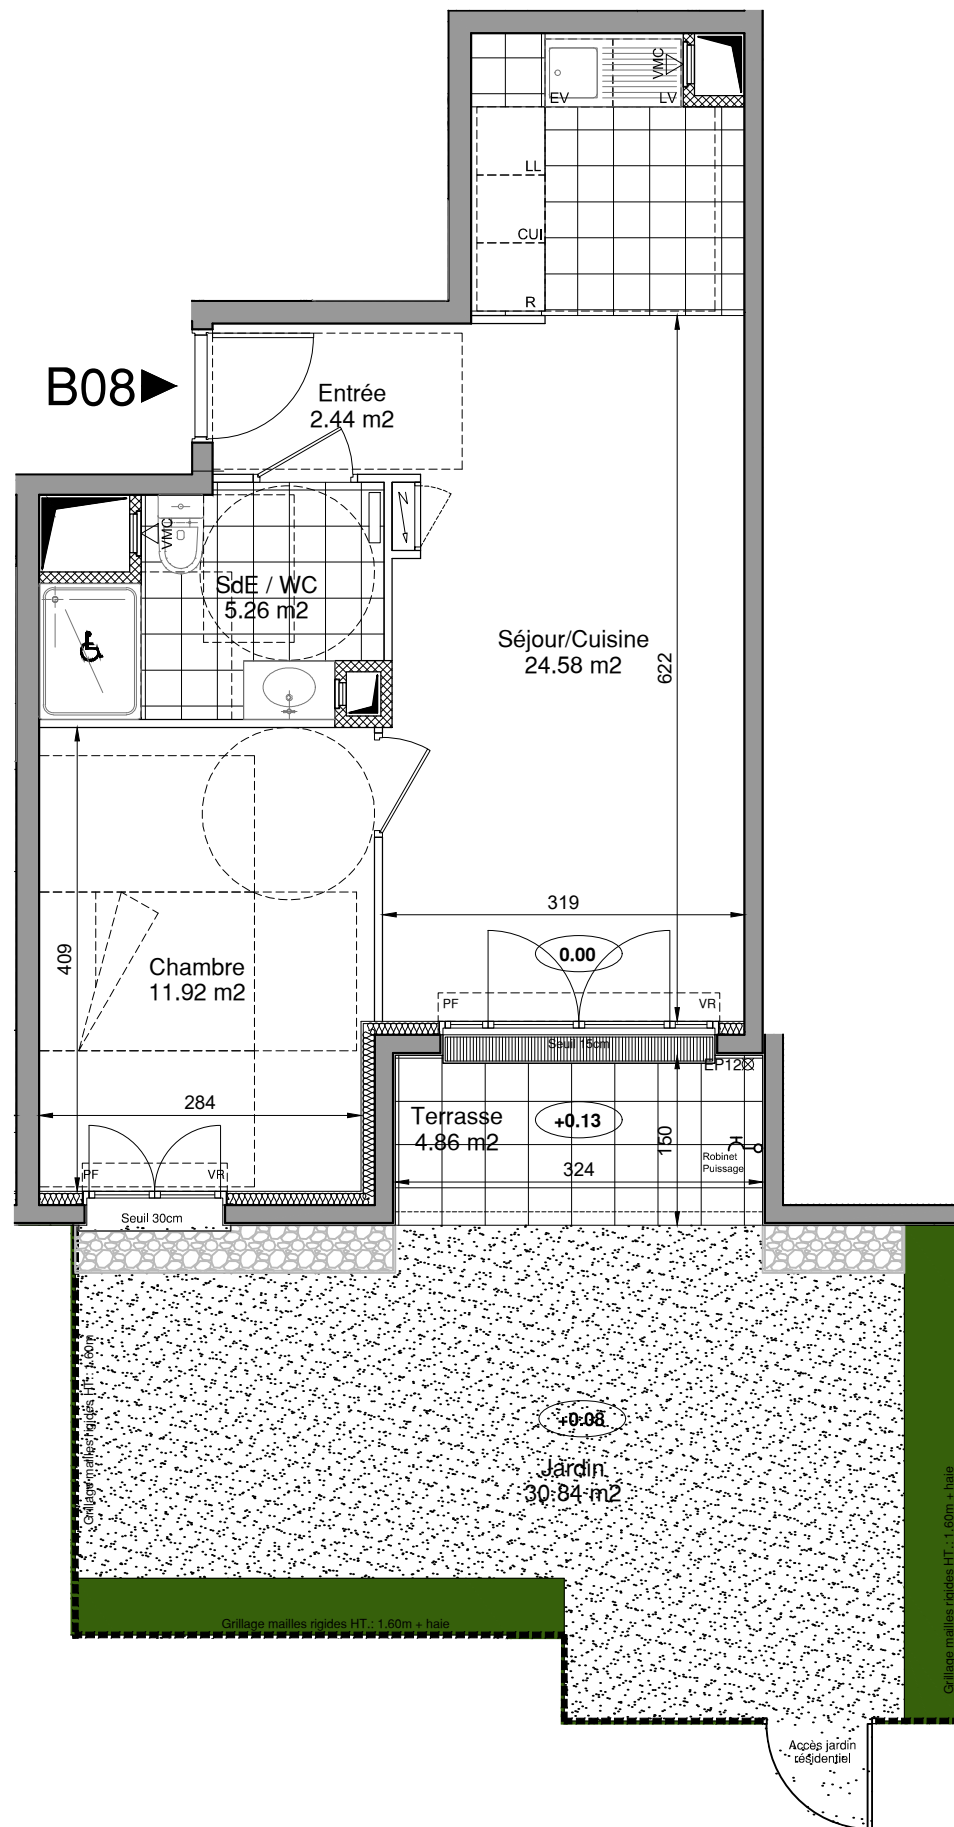 VMC
EV
LV
LL
CUI
R
B08
Entrée
2.44 m2
VMC
SdE / WC
5.26 m2
Séjour/Cuisine
24.58 m2
622
319
409
0.00
Chambre
11.92 m2
PF
VR
Seuil 15cm
EP12
284
Terrasse
4.86 m2
+0.13
150
Robinet
Puissage
324
PF
VR
Seuil 30cm
Grillage mailles rigides HT.: 1.60m
+0.08
Jardin
30.84 m2
Grillage mailles rigides HT.: 1.60m + haie
Grillage mailles rigides HT.: 1.60m + haie
Accès jardin
résidentiel